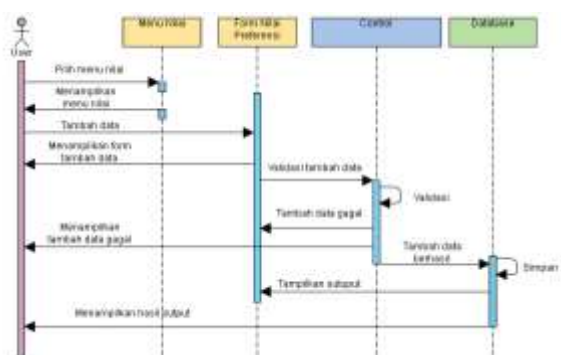 User
Menu Nilai
Form Nilai
Preferensi
Control
Database
Pilih menu nilai
Menampilkan
menu nilai
Tambah data
Menampilkan form
tambah data
Validasi tambah data
Validasi
Tambah data gagal
Menampilkan
tambah data gagal
Tambah data
berhasil
Simpan
Tampilkan output
Menampilkan hasil output